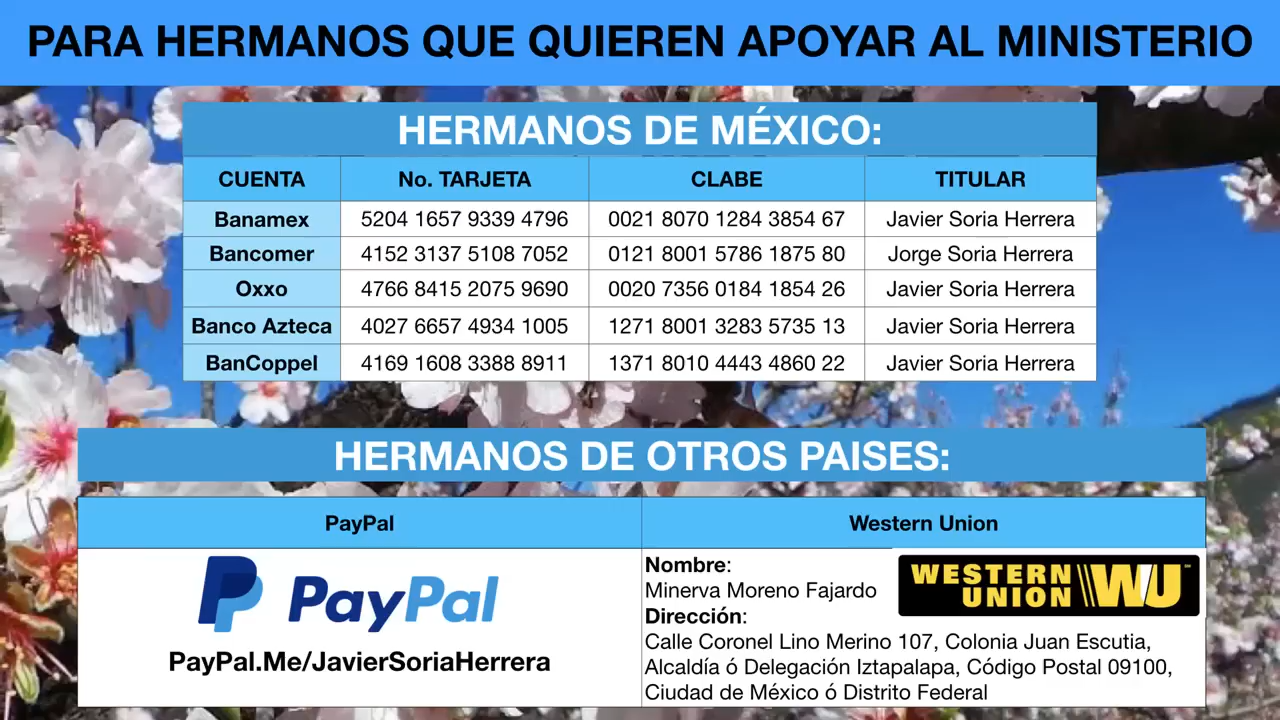 PARA HERMANOS QUE QUIEREN APOYAR AL MINISTERIO
HERMANOS DE MÉXICO:
CUENTA No. TARJETA CLABE TITULAR
Banamex 5204 1657 9339 4796 0021 8070 1284 3854 67 Javier Soria Herrera
Bancomer 4152 3137 5108 7052 0121 8001 5786 1875 80 Jorge Soria Herrera
Oxxo 4766 8415 2075 9690 0020 7356 0184 1854 26 Javier Soria Herrera
Banco Azteca 4027 6657 4934 1005 1271 8001 3283 5735 13 Javier Soria Herrera
BanCoppel 4169 1608 3388 8911 1371 8010 4443 4860 22 Javier Soria Herrera
HERMANOS DE OTROS PAISES:
PayPal Western Union
PayPal
PayPal.Me/JavierSoriaHerrera
Nombre:
Minerva Moreno Fajardo
WESTERN
UNION WU
Dirección:
Calle Coronel Lino Merino 107, Colonia Juan Escutia,
Alcaldía ó Delegación Iztapalapa, Código Postal 09100,
Ciudad de México ó Distrito Federal